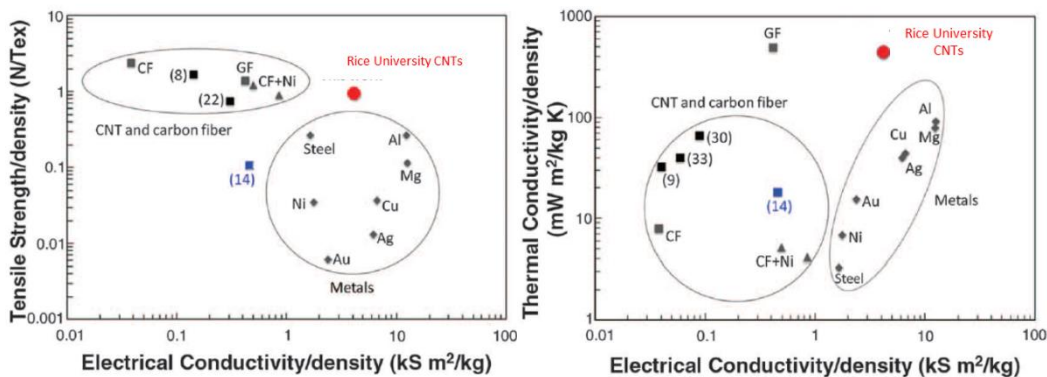 Tensile Strength/density (N/Tex)
10
1
0.1
0.01
0.001
CF
(8)
GF
CF+Ni
(22)
CNT and carbon fiber
Rice University CNTs
(14)
Steel
Al
Mg
Ni
Cu
Ag
Au
Metals
0.01
0.1
1
10
100
Electrical Conductivity/density (kS m²/kg)
Thermal Conductivity/density
(mW m²/kg K)
1000
100
10
1
GF
Rice University
CNTs
CNT and carbon fiber
(30)
(33)
(9)
(14)
CF
CF+Ni
Al
Cu
Mg
Ag
Au
Metals
Ni
Steel
0.01
0.1
1
10
100
Electrical Conductivity/density (kS m²/kg)